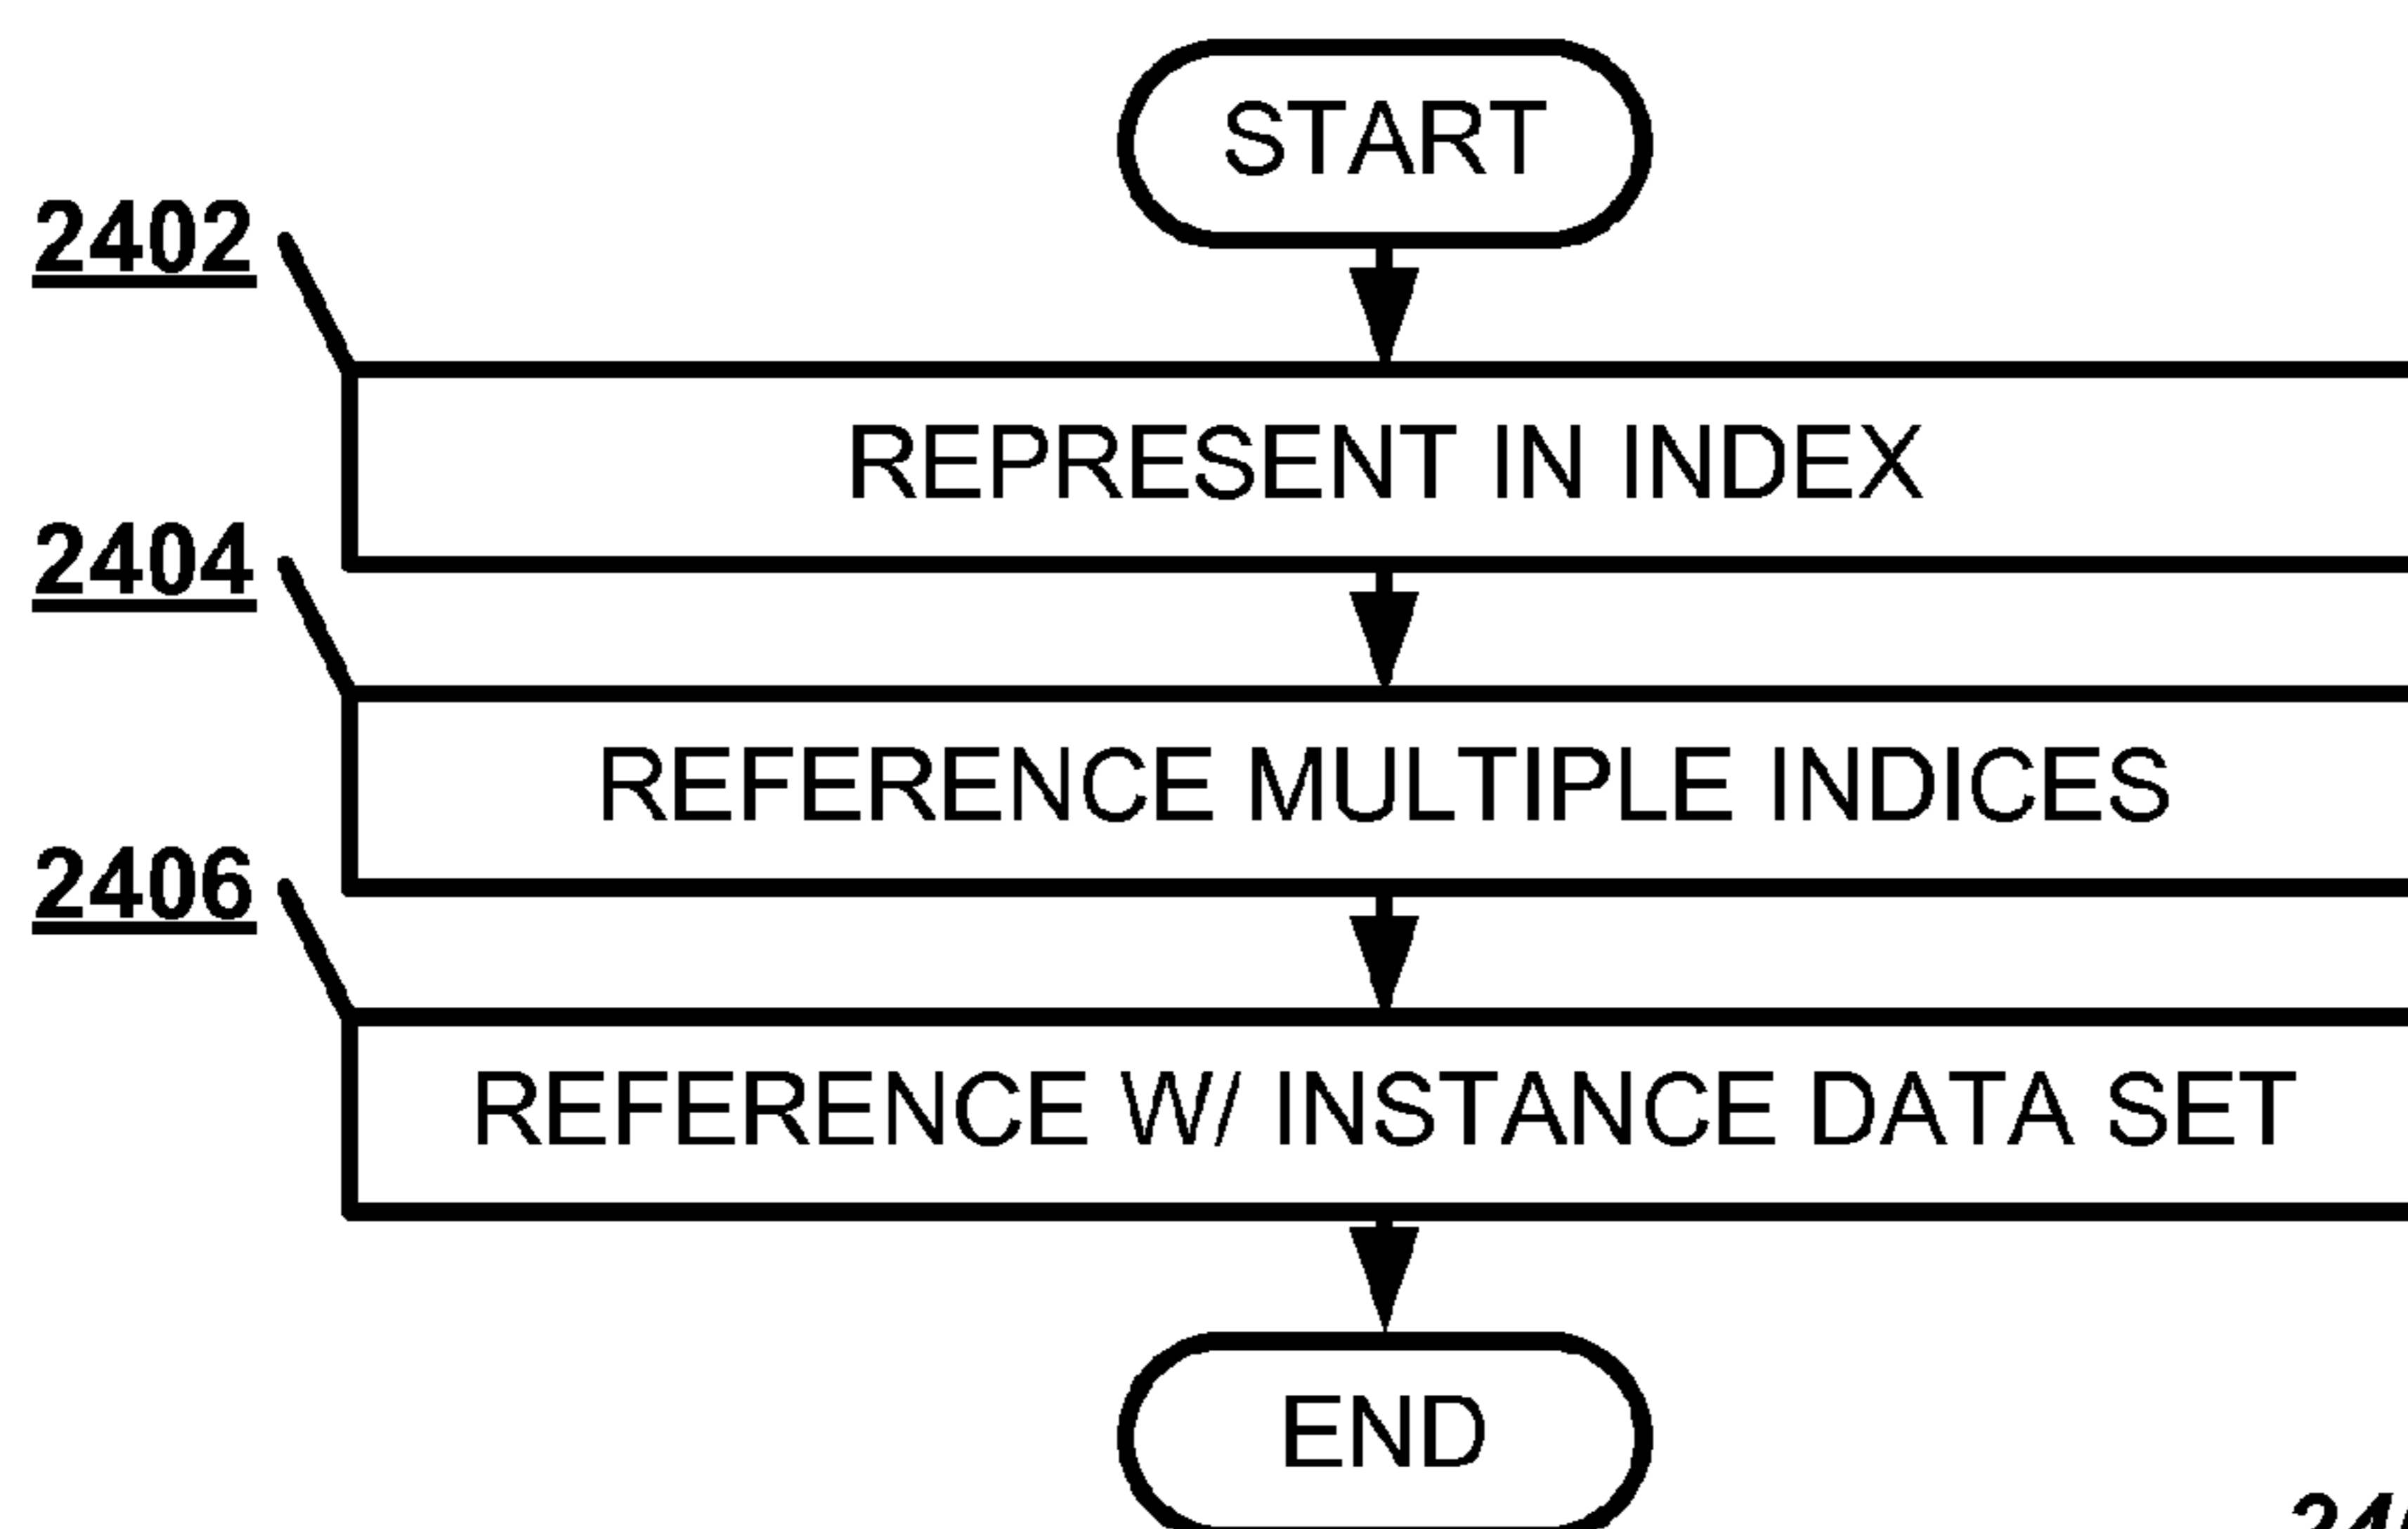 START
2402
REPRESENT IN INDEX
2404
REFERENCE MULTIPLE INDICES
2406
REFERENCE W/ INSTANCE DATA SET
END